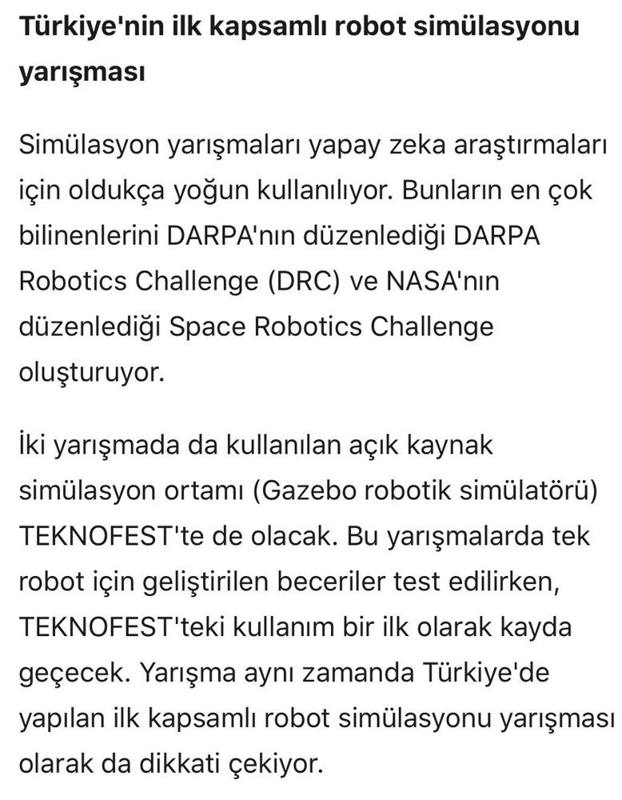 Türkiye'nin ilk kapsamlı robot simülasyonu
yarışması
Simülasyon yarışmaları yapay zeka araştırmaları
için oldukça yoğun kullanılıyor. Bunların en çok
bilinenlerini DARPA'nın düzenlediği DARPA
Robotics Challenge (DRC) ve NASA'nın
düzenlediği Space Robotics Challenge
oluşturuyor.
İki yarışmada da kullanılan açık kaynak
simülasyon ortamı (Gazebo robotik simülatörü)
TEKNOFEST'te de olacak. Bu yarışmalarda tek
robot için geliştirilen beceriler test edilirken,
TEKNOFEST'teki kullanım bir ilk olarak kayda
geçecek. Yarışma aynı zamanda Türkiye'de
yapılan ilk kapsamlı robot simülasyonu yarışması
olarak da dikkati çekiyor.